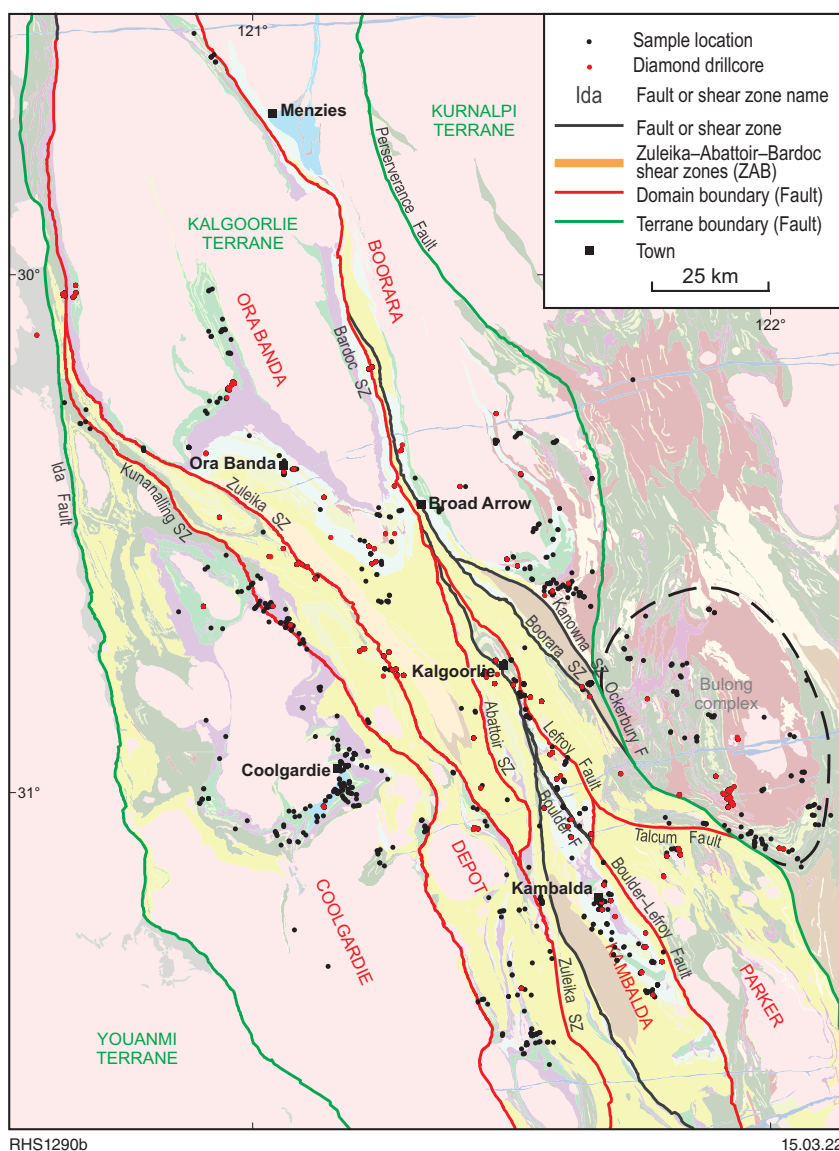 121°
Sample location
Diamond drillcore
Ida Fault or shear zone name
Fault or shear zone
Zuleika–Abattoir–Bardoc
shear zones (ZAB)
Domain boundary (Fault)
Terrane boundary (Fault)
Town
25 km
Menzies
KURNALPI
TERRANE
Perserverance Fault
KALGOORLIE
TERRANE
BOORARA
30°
ORA BANDA
Bardoc SZ
122°
Ora Banda
Ida Fault
Kunanalling SZ
Zuleika SZ
Broad Arrow
Kanowna SZ
Boorara SZ
Ockerbury F
Kalgoorlie
Bulong
complex
Abattoir SZ
Lefroy Fault
Coolgardie
31°
Boulder F
Talcum Fault
DEPOT
Boulder–Lefroy Fault
Kambalda
COOLGARDIE
Zuleika SZ
KAMBALDA
PARKER
YOUANMI
TERRANE
RHS1290b
15.03.22